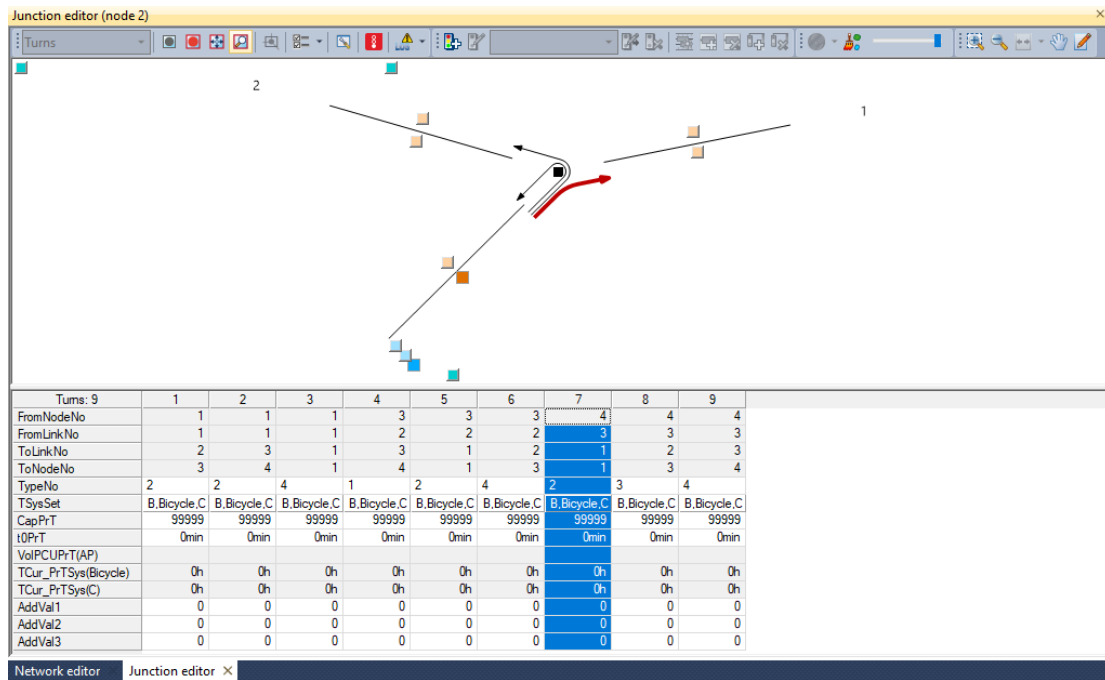 Junction editor (node 2)
Turns
2
1
Turns: 9 1 2 3 4 5 6 7 8 9
FromNodeNo 1 1 1 3 3 3 4 4 4
FromLinkNo 1 1 1 2 2 2 3 3 3
ToLinkNo 2 3 1 3 1 2 1 2 3
ToNodeNo 3 4 1 4 1 3 1 3 4
TypeNo 2 2 4 1 2 4 2 3 4
TSysSet B,Bicycle,C B,Bicycle,C B,Bicycle,C B,Bicycle,C B,Bicycle,C B,Bicycle,C B,Bicycle,C B,Bicycle,C B,Bicycle,C
CapPrT 99999 99999 99999 99999 99999 99999 99999 99999 99999
t0PrT 0min 0min 0min 0min 0min 0min 0min 0min 0min
VolPCUPrT(AP)
TCur_PrTSys(Bicycle) 0h 0h 0h 0h 0h 0h 0h 0h 0h
TCur_PrTSys(C) 0h 0h 0h 0h 0h 0h 0h 0h 0h
AddVal1 0 0 0 0 0 0 0 0 0
AddVal2 0 0 0 0 0 0 0 0 0
AddVal3 0 0 0 0 0 0 0 0 0
Network editor Junction editor